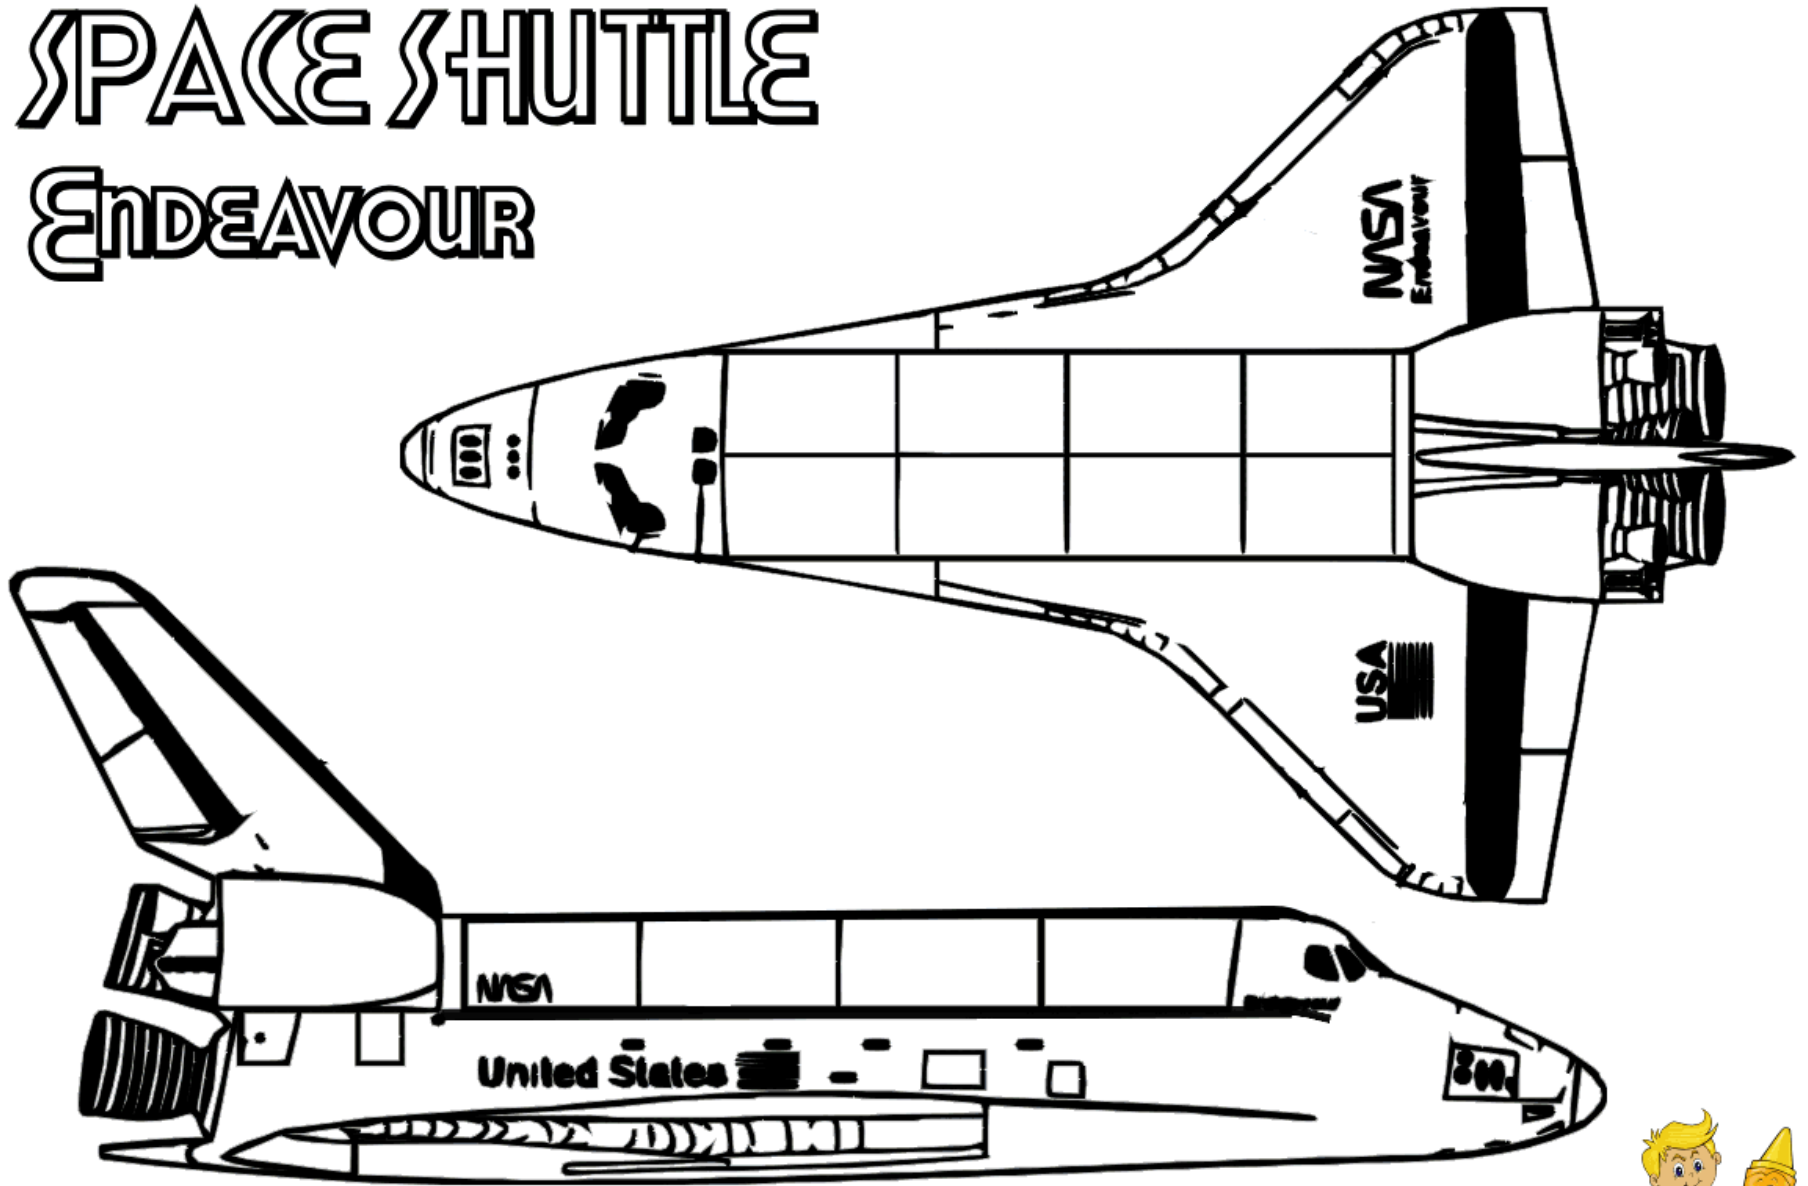 SPACE SHUTTLE
ENDEAVOUR
NASA
Endeavour
USA
NASA
United States